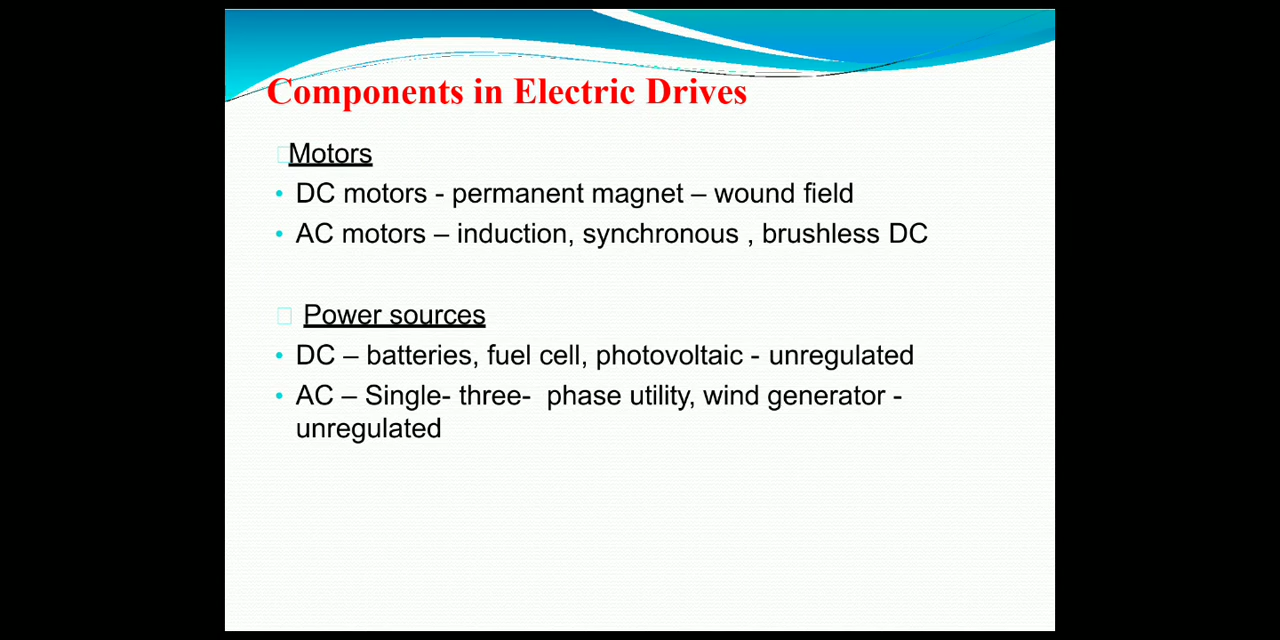 Components in Electric Drives
Motors
• DC motors - permanent magnet – wound field
• AC motors – induction, synchronous , brushless DC
Power sources
• DC – batteries, fuel cell, photovoltaic - unregulated
• AC – Single- three-  phase utility, wind generator -
unregulated